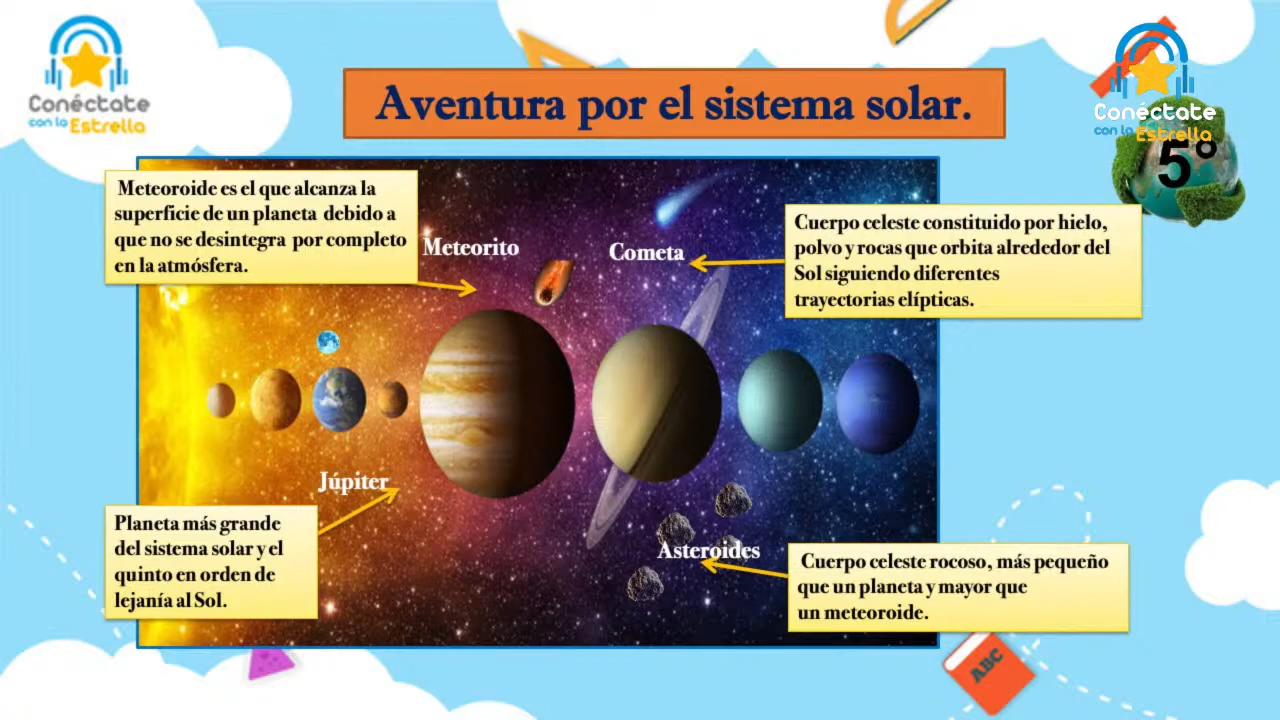 Conéctate
con la Estrella
Aventura por el sistema solar.
Conéctate
con la Estrella
5°
Meteoroide es el que alcanza la
superficie de un planeta debido a
que no se desintegra por completo
en la atmósfera.
Meteorito
Cometa
Cuerpo celeste constituido por hielo,
polvo y rocas que orbita alrededor del
Sol siguiendo diferentes
trayectorias elípticas.
Júpiter
Planeta más grande
del sistema solar y el
quinto en orden de
lejanía al Sol.
Asteroides
Cuerpo celeste rocoso, más pequeño
que un planeta y mayor que
un meteoroide.
ABC